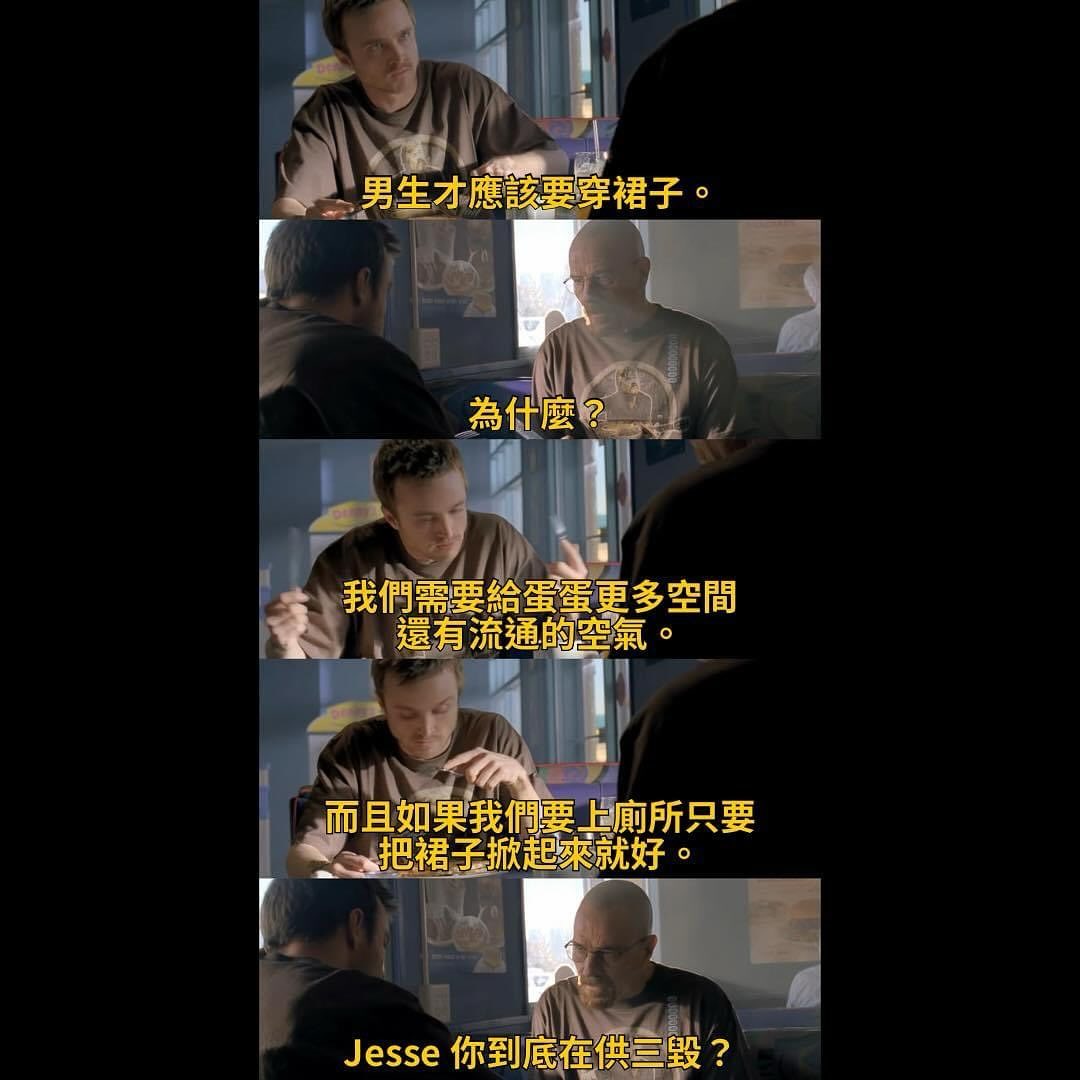 男生才應該要穿裙子。
為什麼？
我們需要給蛋蛋更多空間
還有流通的空氣。
而且如果我們要上廁所只要
把裙子掀起來就好。
Jesse 你到底在供三毀？